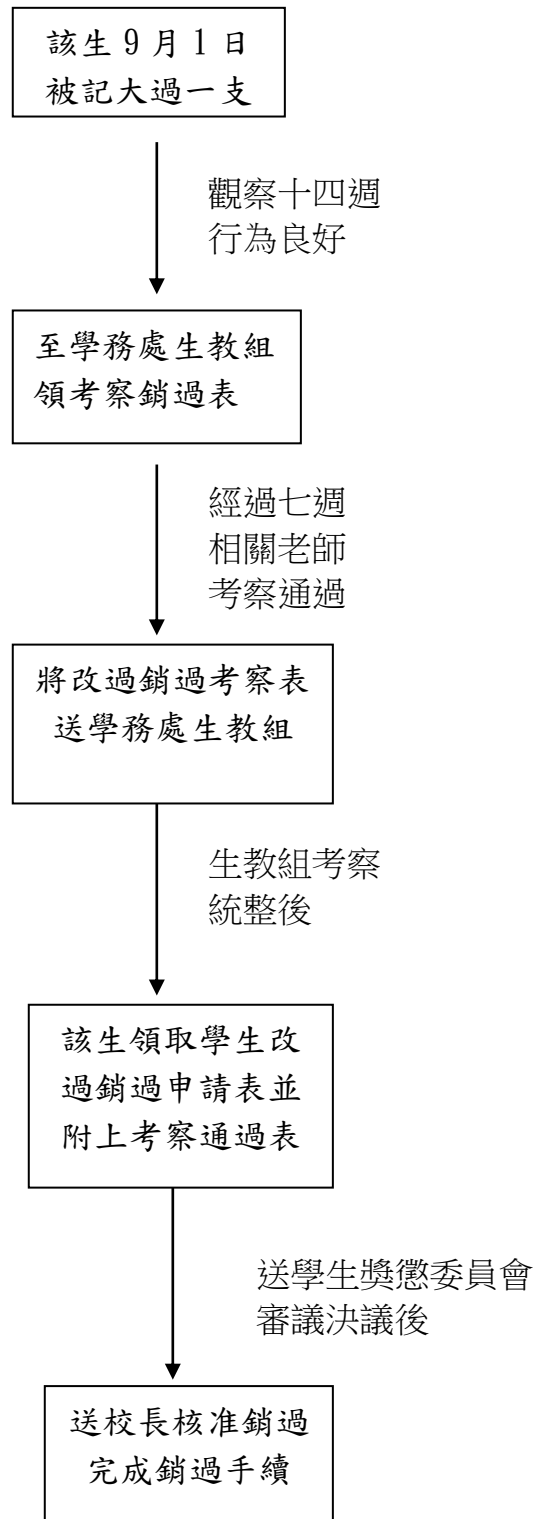 該生 9 月 1 日
被記大過一支
觀察十四週
行為良好
至學務處生教組
領考察銷過表
經過七週
相關老師
考察通過
將改過銷過考察表
送學務處生教組
生教組考察
統整後
該生領取學生改
過銷過申請表並
附上考察通過表
送學生獎懲委員會
審議決議後
送校長核准銷過
完成銷過手續